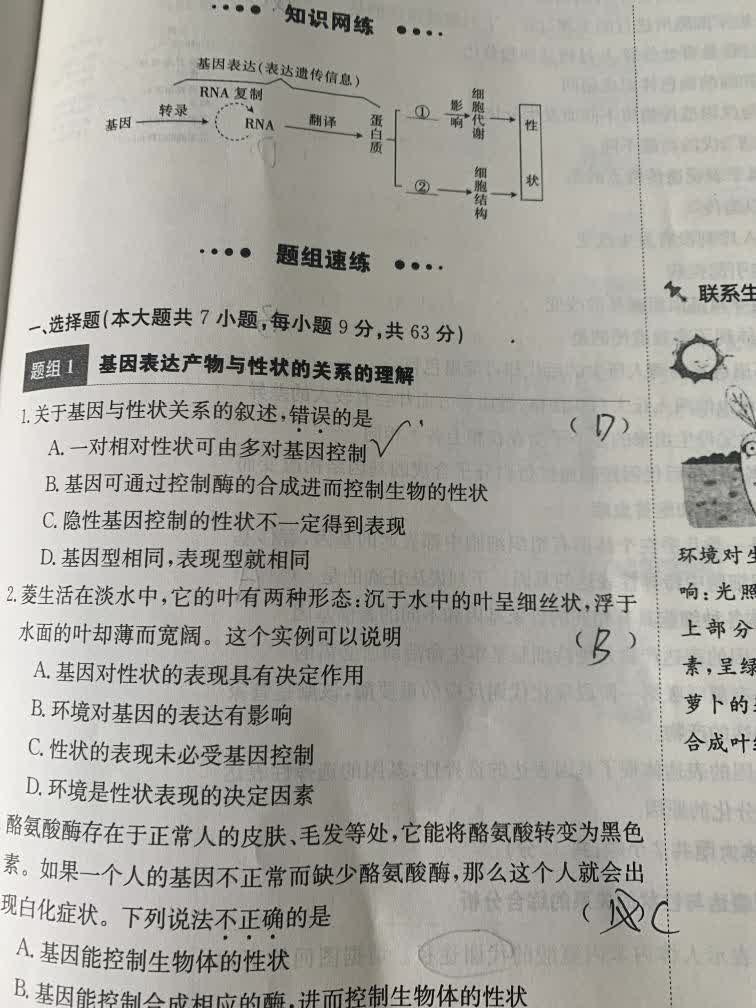 知识网练
基因表达(表达遗传信息)
RNA 复制
基因 转录 RNA 翻译 蛋白质
① 影响 细胞代谢
② 细胞结构
性状
题组速练
一、选择题(本大题共 7 小题,每小题 9 分,共 63 分)
题组 1 基因表达产物与性状的关系的理解
1.关于基因与性状关系的叙述,错误的是 ( D )
A.一对相对性状可由多对基因控制
B.基因可通过控制酶的合成进而控制生物的性状
C.隐性基因控制的性状不一定得到表现
D.基因型相同,表现型就相同
2.菱生活在淡水中,它的叶有两种形态:沉于水中的叶呈细丝状,浮于
水面的叶却薄而宽阔。这个实例可以说明 ( B )
A.基因对性状的表现具有决定作用
B.环境对基因的表达有影响
C.性状的表现未必受基因控制
D.环境是性状表现的决定因素
酪氨酸酶存在于正常人的皮肤、毛发等处,它能将酪氨酸转变为黑色
素。如果一个人的基因不正常而缺少酪氨酸酶,那么这个人就会出
现白化症状。下列说法不正确的是 ( ) C
A.基因能控制生物体的性状
B.基因能控制合成相应的酶,进而控制生物体的性状
联系生
环境对生
响:光照
上部分
素,呈绿
萝卜的
合成叶